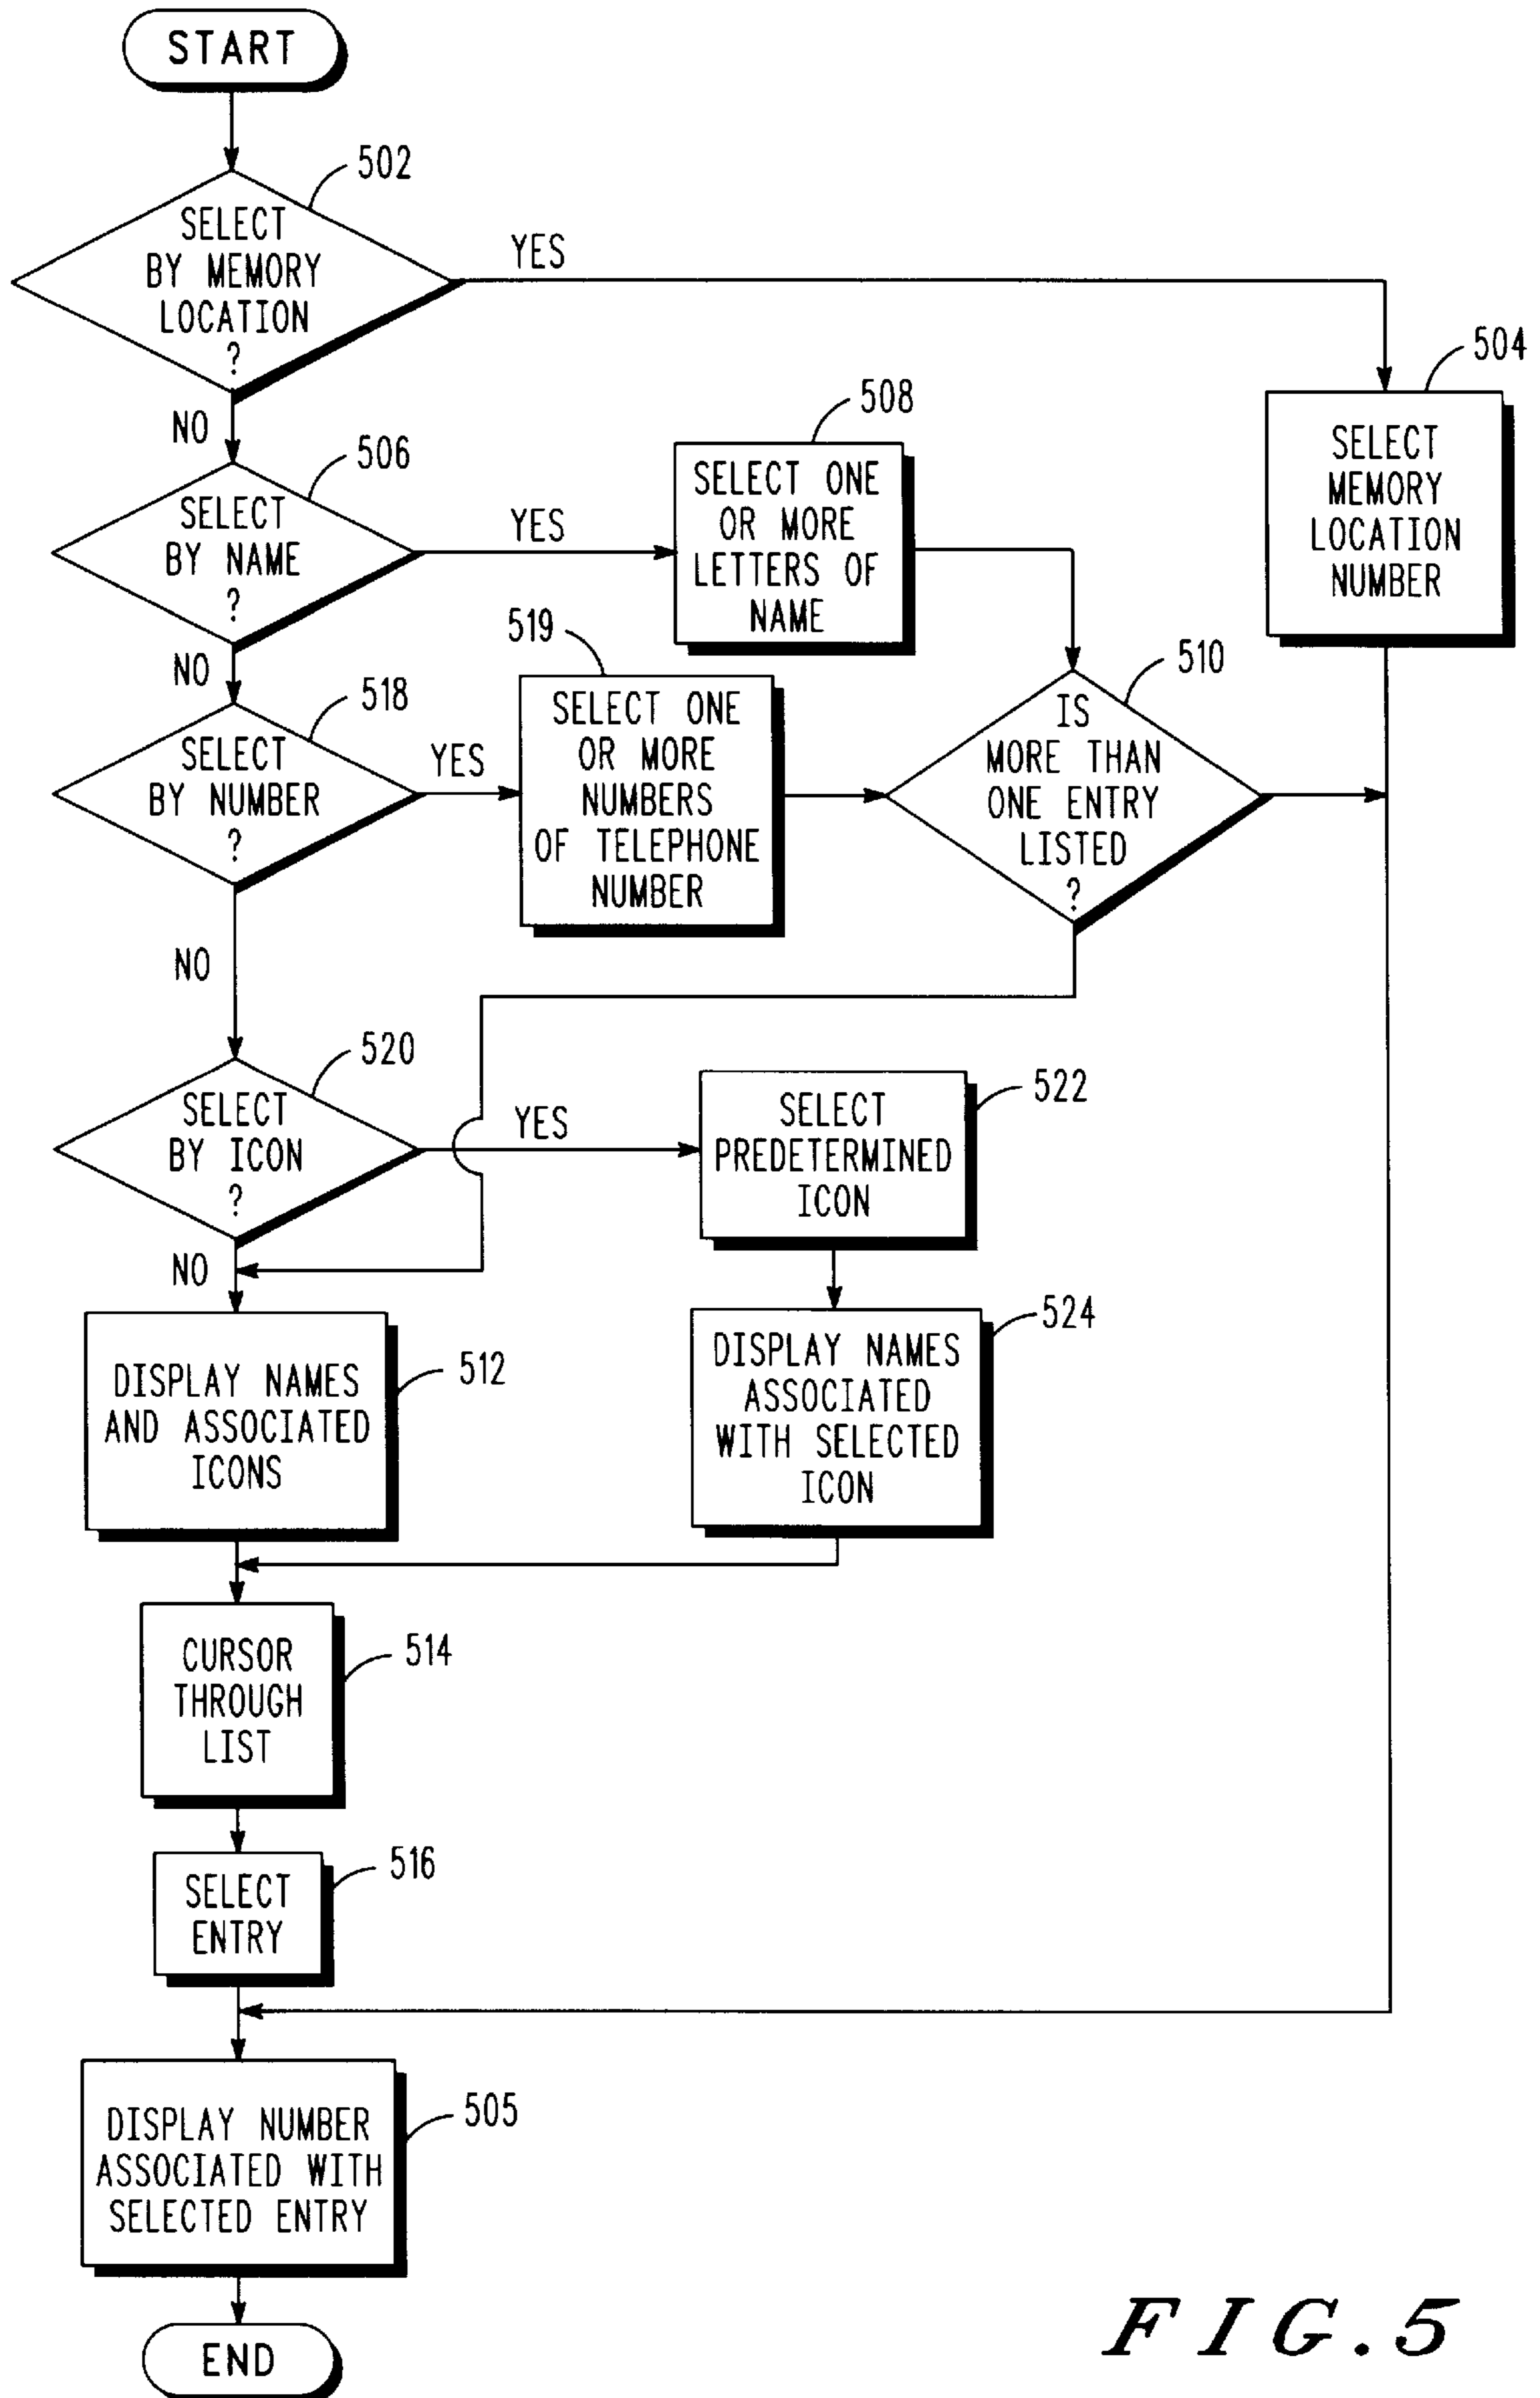 START
502
SELECT
BY MEMORY
LOCATION
?
YES
NO
504
SELECT
MEMORY
LOCATION
NUMBER
506
SELECT
BY NAME
?
YES
NO
508
SELECT ONE
OR MORE
LETTERS OF
NAME
518
SELECT
BY NUMBER
?
YES
NO
519
SELECT ONE
OR MORE
NUMBERS
OF TELEPHONE
NUMBER
510
IS
MORE THAN
ONE ENTRY
LISTED
?
520
SELECT
BY ICON
?
YES
NO
522
SELECT
PREDETERMINED
ICON
524
DISPLAY NAMES
ASSOCIATED
WITH SELECTED
ICON
512
DISPLAY NAMES
AND ASSOCIATED
ICONS
514
CURSOR
THROUGH
LIST
516
SELECT
ENTRY
505
DISPLAY NUMBER
ASSOCIATED WITH
SELECTED ENTRY
END
FIG.5